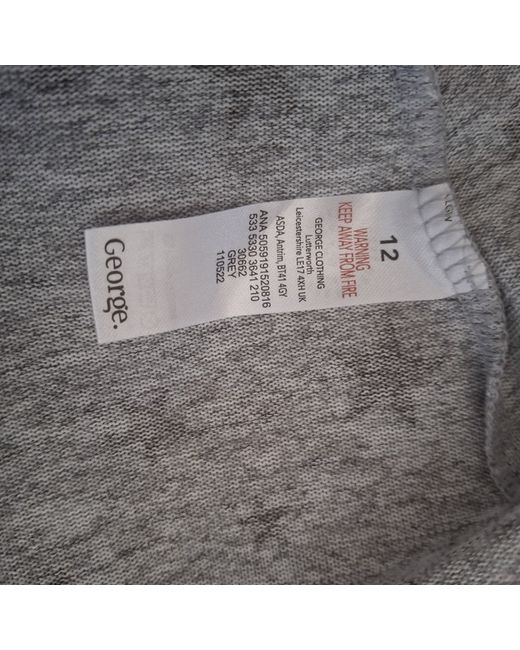 12
WARNING
KEEP AWAY FROM FIRE
GEORGE CLOTHING
Lutterworth
Leicestershire LE17 4XH UK
ASDA, Antrim, BT41 4GY
ANA 5059191520816
533 5330 3641 210
30662
GREY
110522
George.